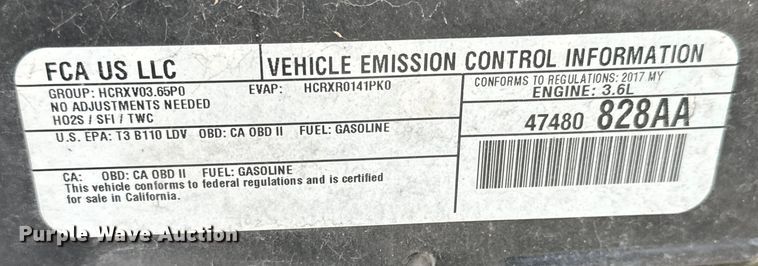 FCA US LLC
VEHICLE EMISSION CONTROL INFORMATION
GROUP: HCRXV03.65P0 EVAP: HCRXR0141PK0
NO ADJUSTMENTS NEEDED
HO2S / SFI / TWC
CONFORMS TO REGULATIONS: 2017 MY
ENGINE: 3.6L
U.S. EPA: T3 B110 LDV OBD: CA OBD II FUEL: GASOLINE
47480 828AA
CA: OBD: CA OBD II FUEL: GASOLINE
This vehicle conforms to federal regulations and is certified
for sale in California.
Purple Wave Auction